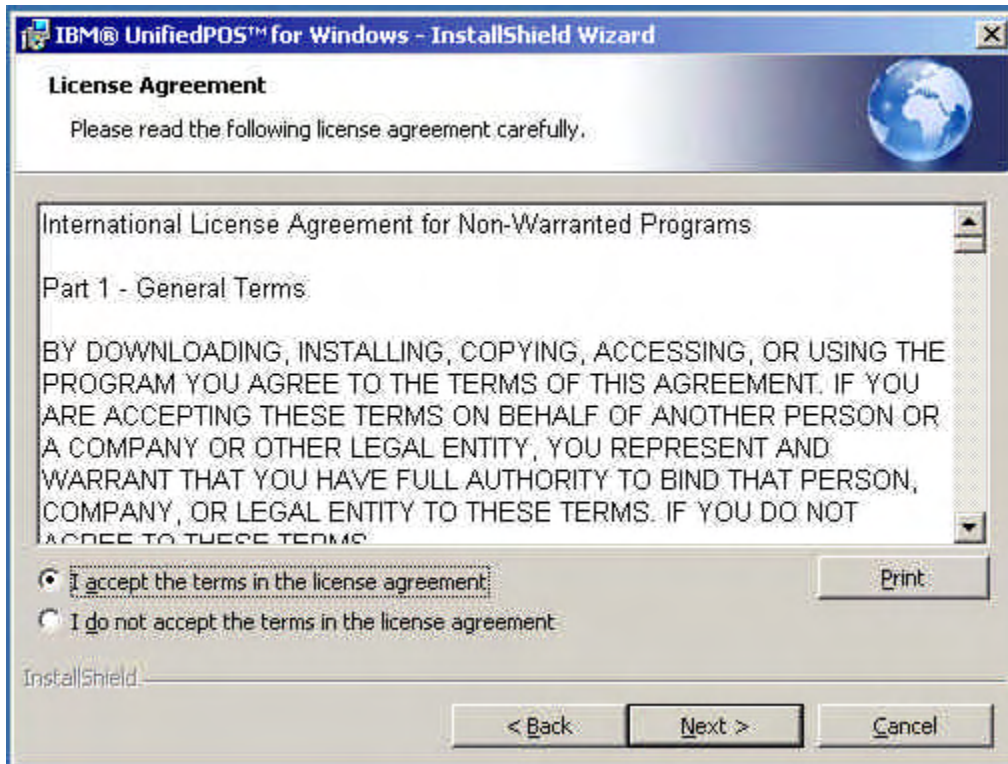 IBM® UnifiedPOS™ for Windows - InstallShield Wizard
License Agreement
Please read the following license agreement carefully.
International License Agreement for Non-Warranted Programs
Part 1 - General Terms
BY DOWNLOADING, INSTALLING, COPYING, ACCESSING, OR USING THE
PROGRAM YOU AGREE TO THE TERMS OF THIS AGREEMENT. IF YOU
ARE ACCEPTING THESE TERMS ON BEHALF OF ANOTHER PERSON OR
A COMPANY OR OTHER LEGAL ENTITY, YOU REPRESENT AND
WARRANT THAT YOU HAVE FULL AUTHORITY TO BIND THAT PERSON,
COMPANY, OR LEGAL ENTITY TO THESE TERMS. IF YOU DO NOT
AGREE TO THESE TERMS
I accept the terms in the license agreement
Print
I do not accept the terms in the license agreement
InstallShield
< Back
Next >
Cancel